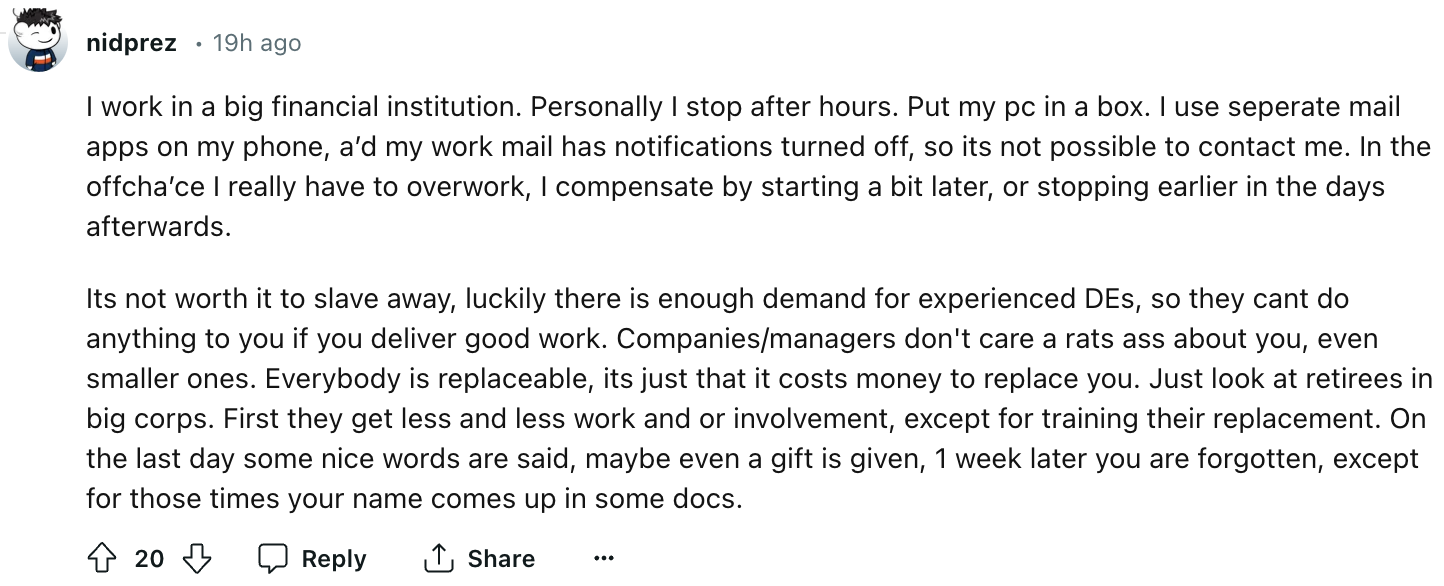 nidprez • 19h ago
I work in a big financial institution. Personally I stop after hours. Put my pc in a box. I use seperate mail
apps on my phone, a’d my work mail has notifications turned off, so its not possible to contact me. In the
offcha’ce I really have to overwork, I compensate by starting a bit later, or stopping earlier in the days
afterwards.
Its not worth it to slave away, luckily there is enough demand for experienced DEs, so they cant do
anything to you if you deliver good work. Companies/managers don't care a rats ass about you, even
smaller ones. Everybody is replaceable, its just that it costs money to replace you. Just look at retirees in
big corps. First they get less and less work and or involvement, except for training their replacement. On
the last day some nice words are said, maybe even a gift is given, 1 week later you are forgotten, except
for those times your name comes up in some docs.
20 Reply Share ...